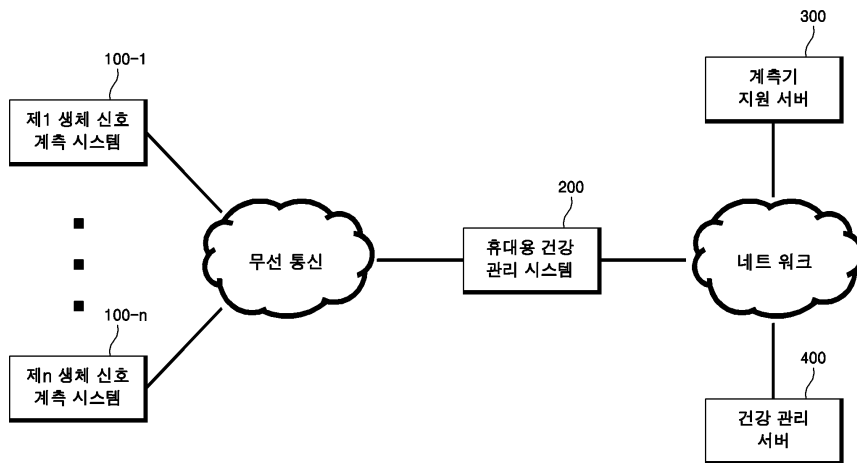 100-1
제1 생체 신호
계측 시스템
무선 통신
100-n
제n 생체 신호
계측 시스템
200
휴대용 건강
관리 시스템
300
계측기
지원 서버
네트 워크
400
건강 관리
서버